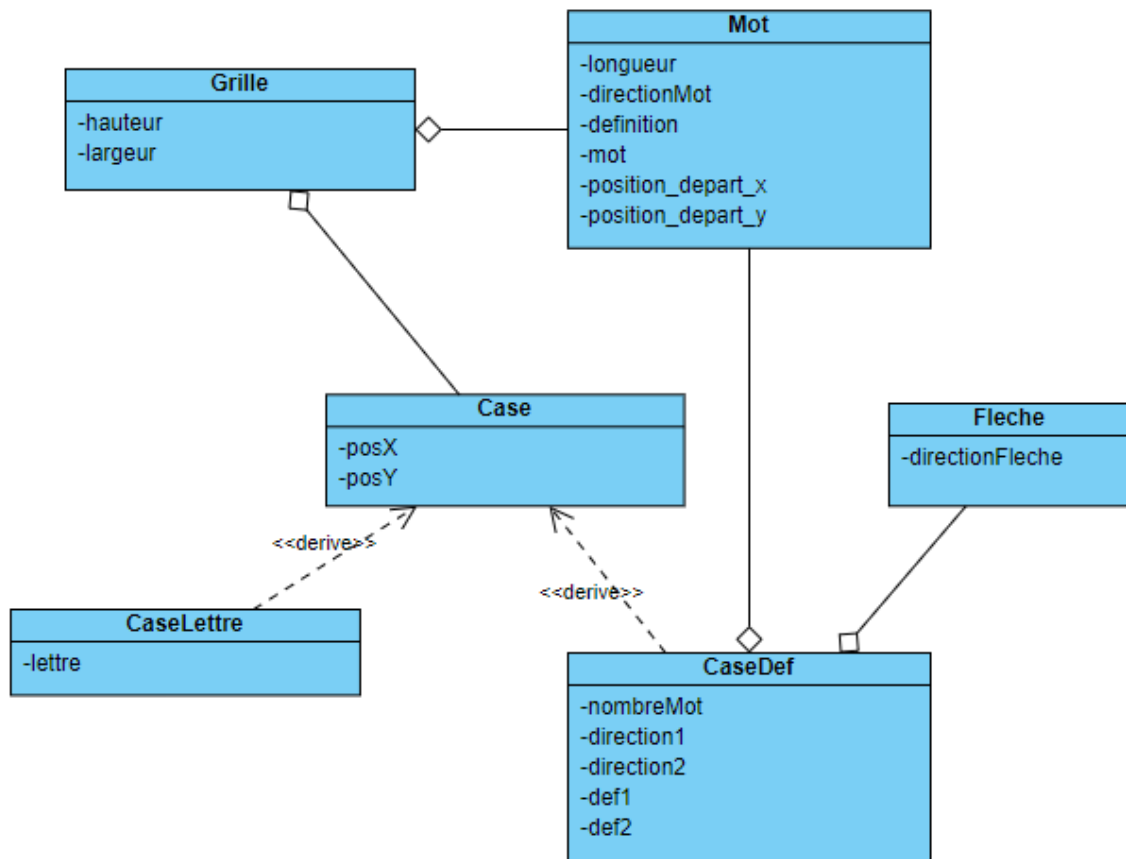 Mot
-longueur
-directionMot
-definition
-mot
-position_depart_x
-position_depart_y
Grille
-hauteur
-largeur
Case
-posX
-posY
Fleche
-directionFleche
<<derive>>
<<derive>>
CaseLettre
-lettre
CaseDef
-nombreMot
-direction1
-direction2
-def1
-def2